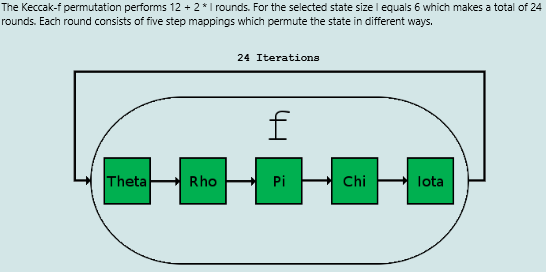 The Keccak-f permutation performs 12 + 2 * l rounds. For the selected state size l equals 6 which makes a total of 24
rounds. Each round consists of five step mappings which permute the state in different ways.
24 Iterations
f
Theta Rho Pi Chi Iota